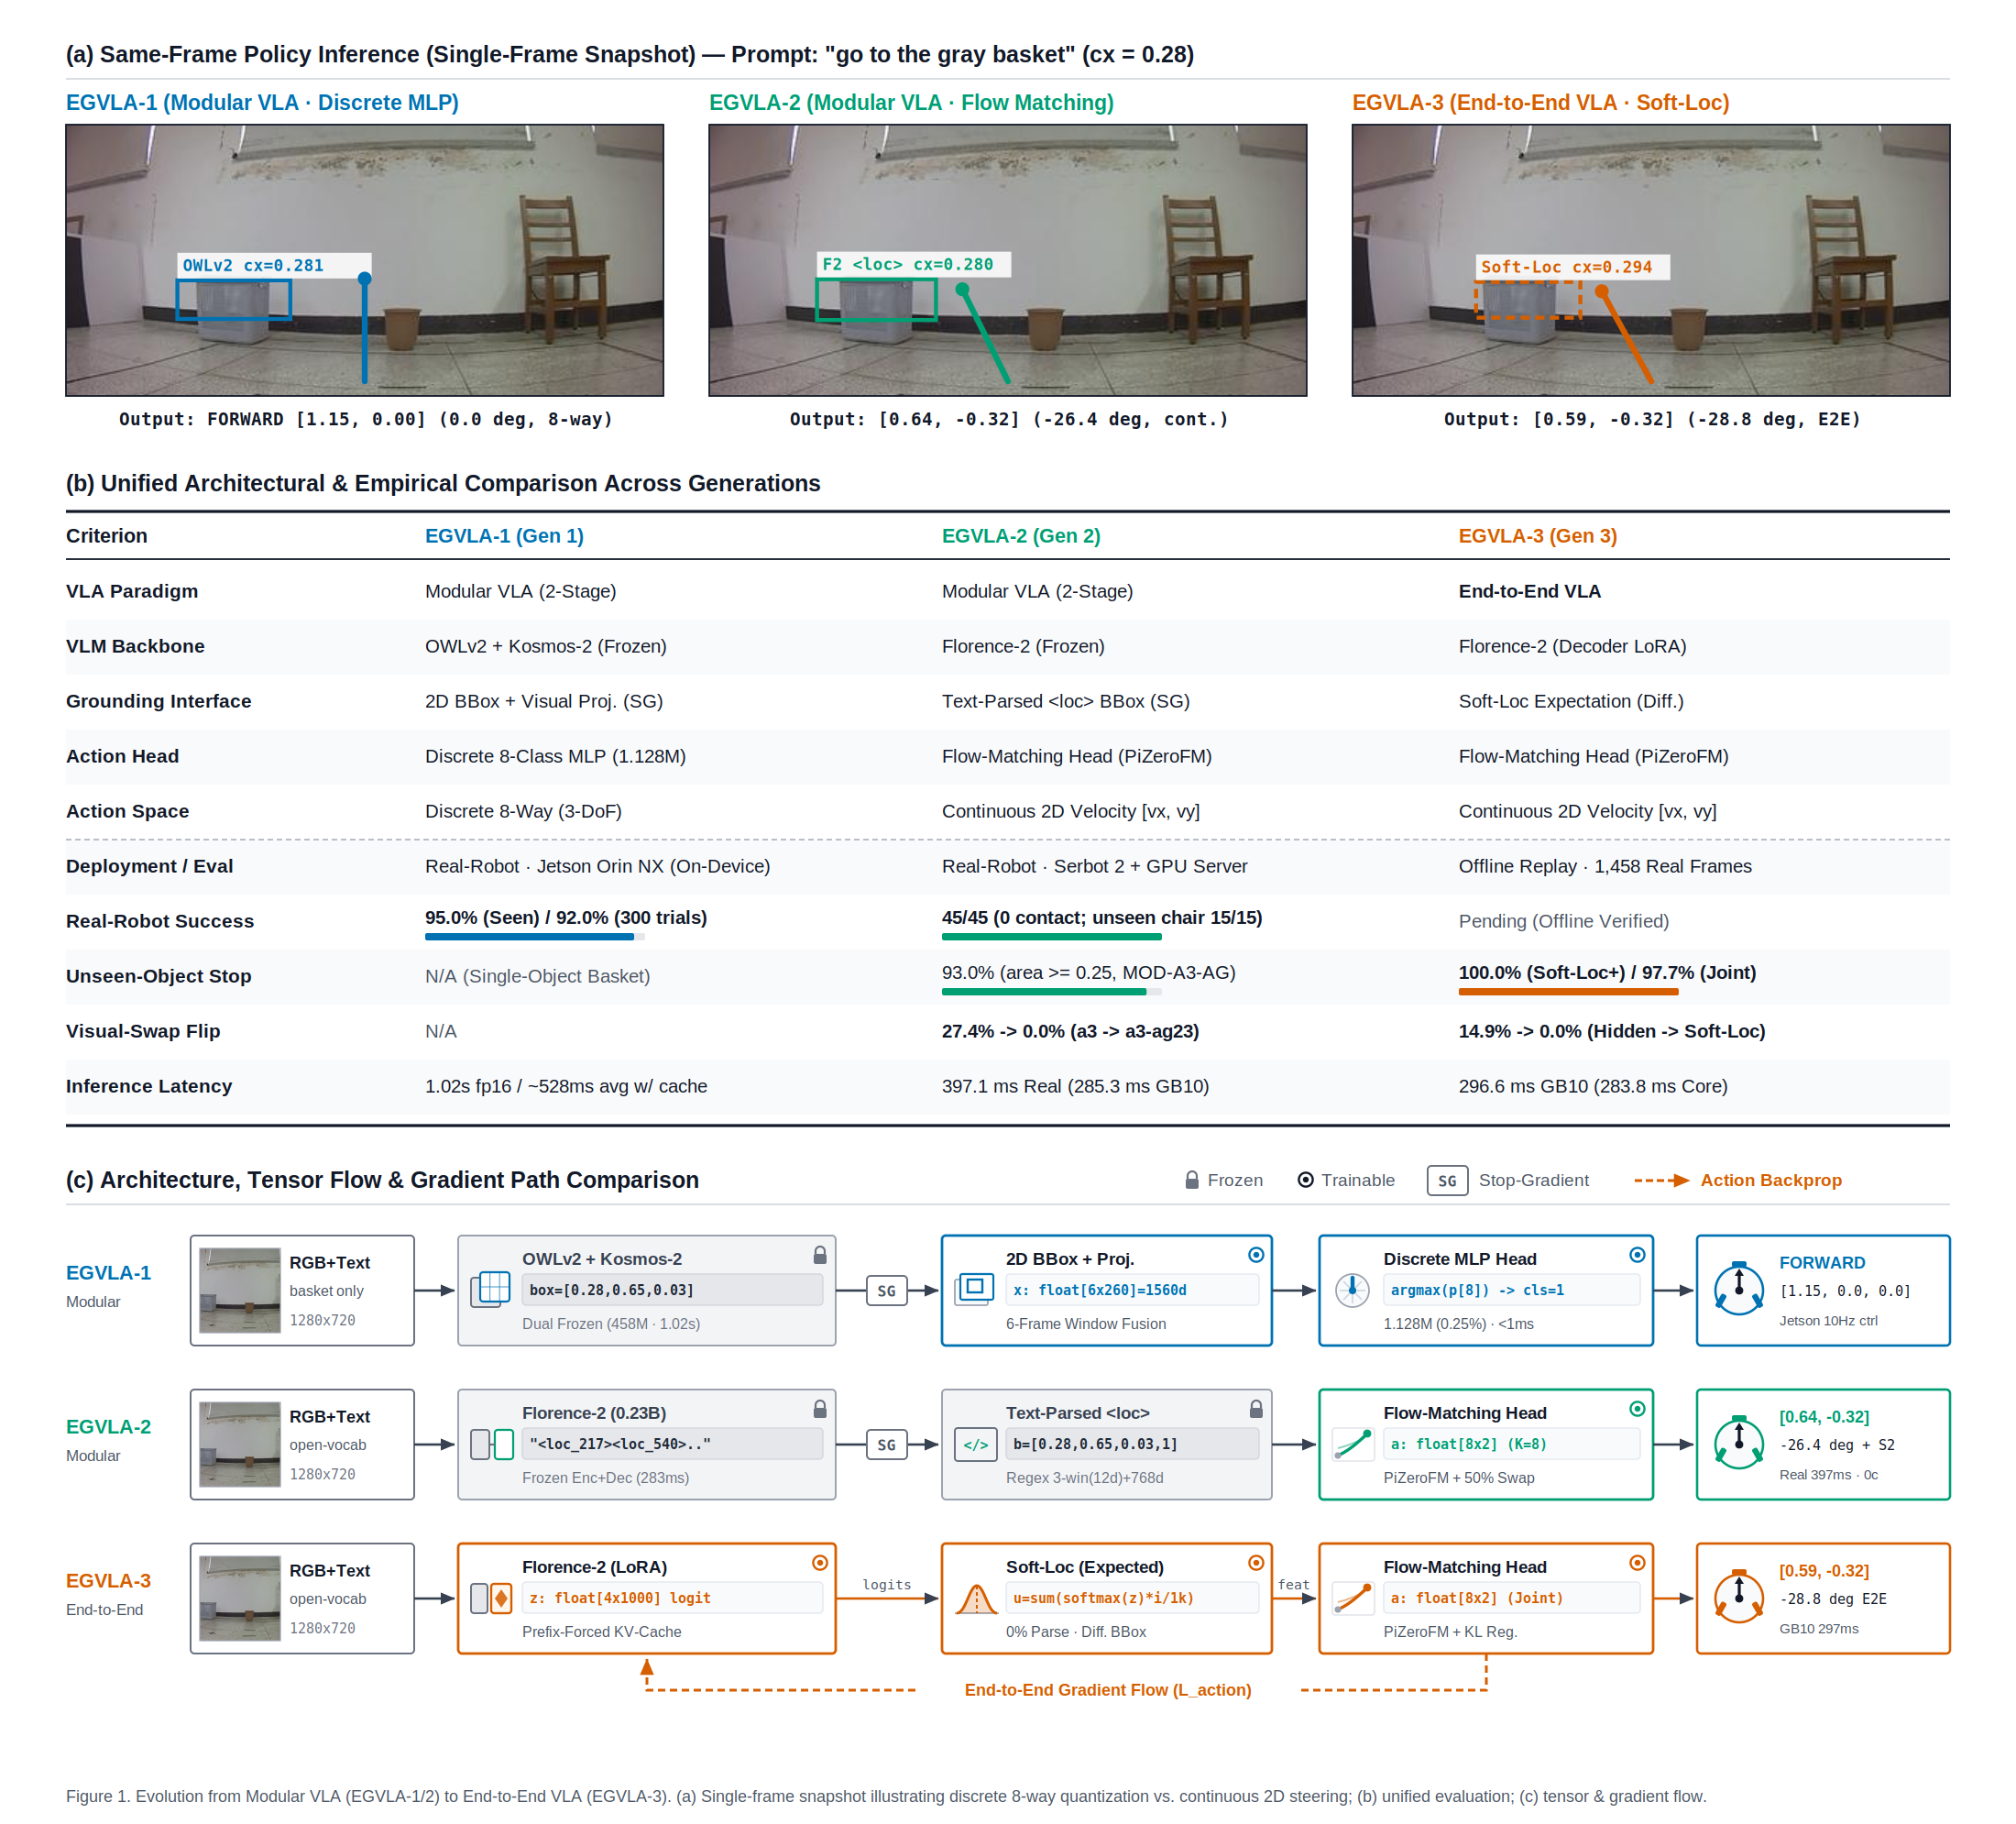 (a) Same-Frame Policy Inference (Single-Frame Snapshot) — Prompt: "go to the gray basket" (cx = 0.28)
EGVLA-1 (Modular VLA · Discrete MLP)
EGVLA-2 (Modular VLA · Flow Matching)
EGVLA-3 (End-to-End VLA · Soft-Loc)
OWLv2 cx=0.281
F2 <loc> cx=0.280
Soft-Loc cx=0.294
Output: FORWARD [1.15, 0.00] (0.0 deg, 8-way)
Output: [0.64, -0.32] (-26.4 deg, cont.)
Output: [0.59, -0.32] (-28.8 deg, E2E)
(b) Unified Architectural & Empirical Comparison Across Generations
Criterion EGVLA-1 (Gen 1) EGVLA-2 (Gen 2) EGVLA-3 (Gen 3)
VLA Paradigm Modular VLA (2-Stage) Modular VLA (2-Stage) End-to-End VLA
VLM Backbone OWLv2 + Kosmos-2 (Frozen) Florence-2 (Frozen) Florence-2 (Decoder LoRA)
Grounding Interface 2D BBox + Visual Proj. (SG) Text-Parsed <loc> BBox (SG) Soft-Loc Expectation (Diff.)
Action Head Discrete 8-Class MLP (1.128M) Flow-Matching Head (PiZeroFM) Flow-Matching Head (PiZeroFM)
Action Space Discrete 8-Way (3-DoF) Continuous 2D Velocity [vx, vy] Continuous 2D Velocity [vx, vy]
Deployment / Eval Real-Robot · Jetson Orin NX (On-Device) Real-Robot · Serbot 2 + GPU Server Offline Replay · 1,458 Real Frames
Real-Robot Success 95.0% (Seen) / 92.0% (300 trials) 45/45 (0 contact; unseen chair 15/15) Pending (Offline Verified)
Unseen-Object Stop N/A (Single-Object Basket) 93.0% (area >= 0.25, MOD-A3-AG) 100.0% (Soft-Loc+) / 97.7% (Joint)
Visual-Swap Flip N/A 27.4% -> 0.0% (a3 -> a3-ag23) 14.9% -> 0.0% (Hidden -> Soft-Loc)
Inference Latency 1.02s fp16 / ~528ms avg w/ cache 397.1 ms Real (285.3 ms GB10) 296.6 ms GB10 (283.8 ms Core)
(c) Architecture, Tensor Flow & Gradient Path Comparison
Frozen Trainable SG Stop-Gradient Action Backprop
EGVLA-1
Modular
RGB+Text
basket only
1280x720
OWLv2 + Kosmos-2
box=[0.28,0.65,0.03]
Dual Frozen (458M · 1.02s)
SG
2D BBox + Proj.
x: float[6x260]=1560d
6-Frame Window Fusion
Discrete MLP Head
argmax(p[8]) -> cls=1
1.128M (0.25%) · <1ms
FORWARD
[1.15, 0.0, 0.0]
Jetson 10Hz ctrl
EGVLA-2
Modular
RGB+Text
open-vocab
1280x720
Florence-2 (0.23B)
"<loc_217><loc_540>.."
Frozen Enc+Dec (283ms)
SG
</>
Text-Parsed <loc>
b=[0.28,0.65,0.03,1]
Regex 3-win(12d)+768d
Flow-Matching Head
a: float[8x2] (K=8)
PiZeroFM + 50% Swap
[0.64, -0.32]
-26.4 deg + S2
Real 397ms · 0c
EGVLA-3
End-to-End
RGB+Text
open-vocab
1280x720
Florence-2 (LoRA)
z: float[4x1000] logit
Prefix-Forced KV-Cache
logits
Soft-Loc (Expected)
u=sum(softmax(z)*i/1k)
0% Parse · Diff. BBox
feat
Flow-Matching Head
a: float[8x2] (Joint)
PiZeroFM + KL Reg.
[0.59, -0.32]
-28.8 deg E2E
GB10 297ms
End-to-End Gradient Flow (L_action)
Figure 1. Evolution from Modular VLA (EGVLA-1/2) to End-to-End VLA (EGVLA-3). (a) Single-frame snapshot illustrating discrete 8-way quantization vs. continuous 2D steering; (b) unified evaluation; (c) tensor & gradient flow.